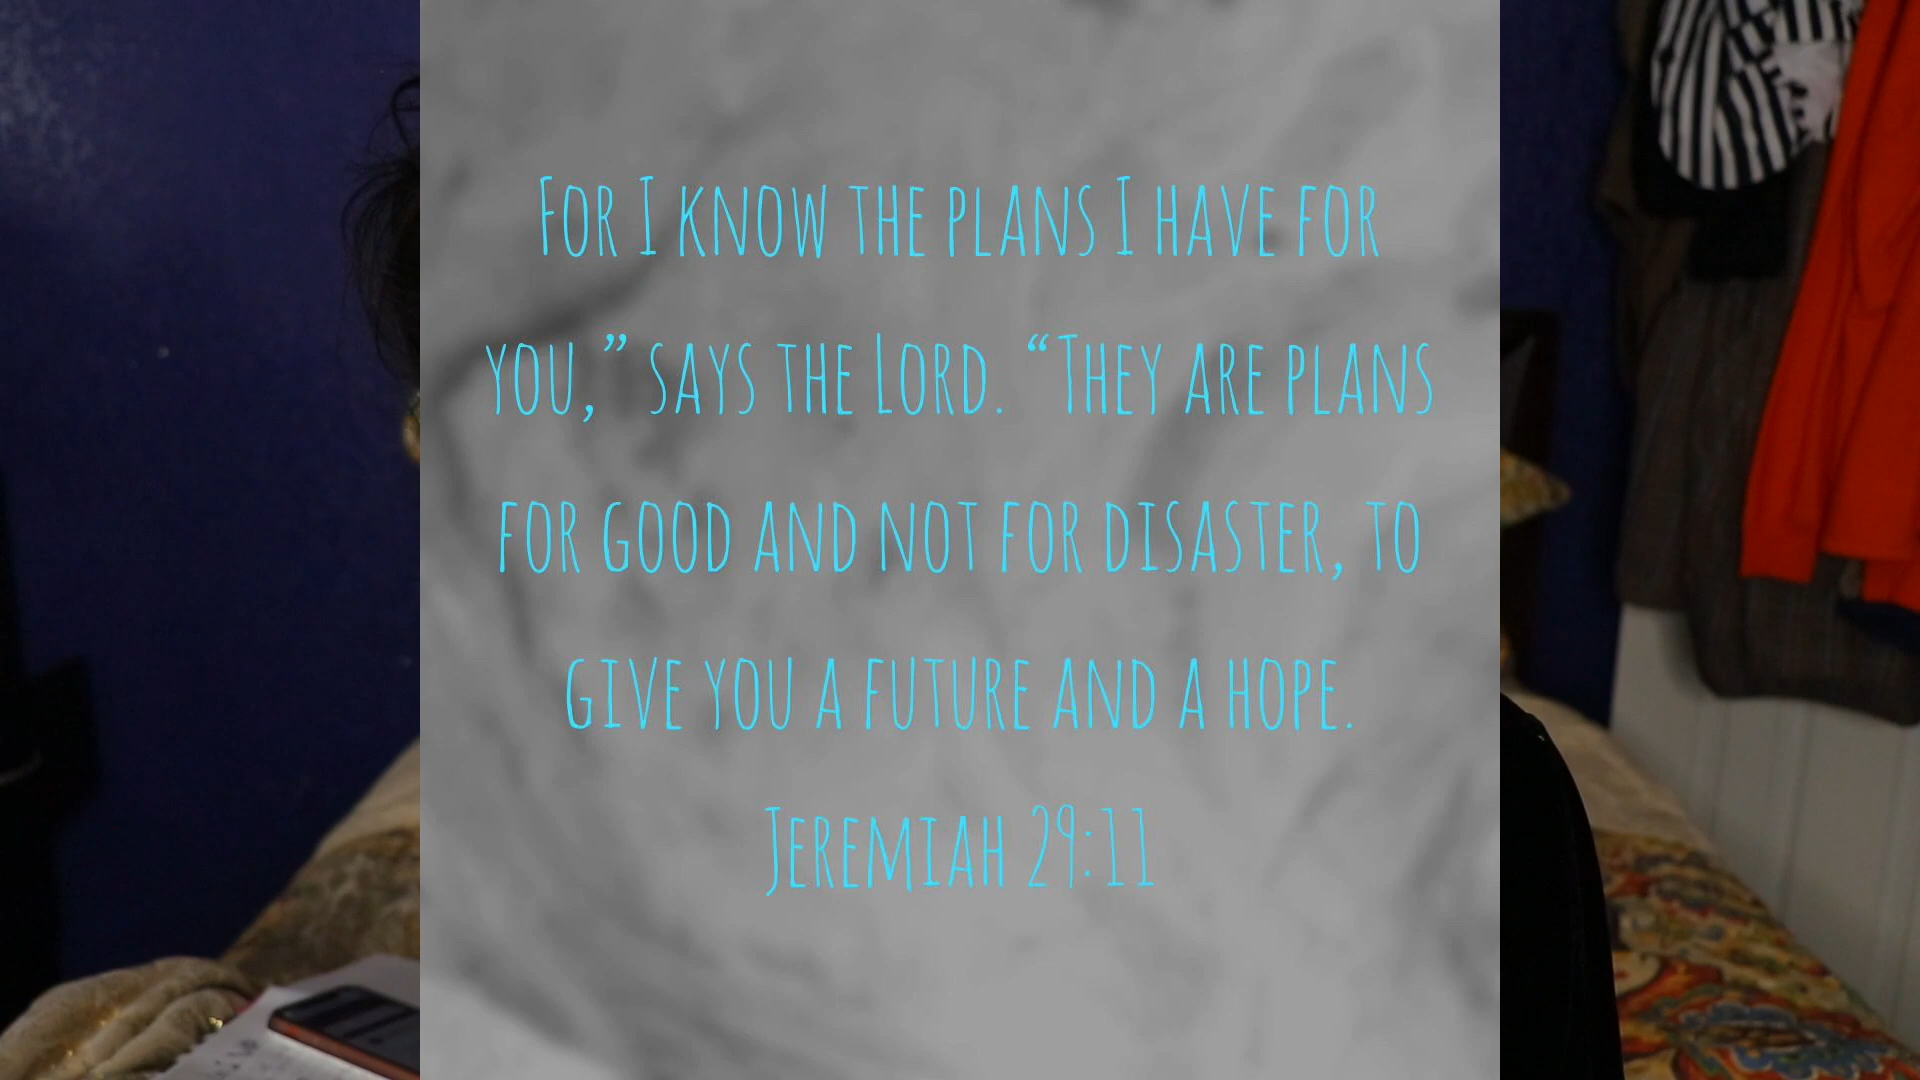 For I know the plans I have for
you,” says the Lord. “They are plans
for good and not for disaster, to
give you a future and a hope.
Jeremiah 29:11